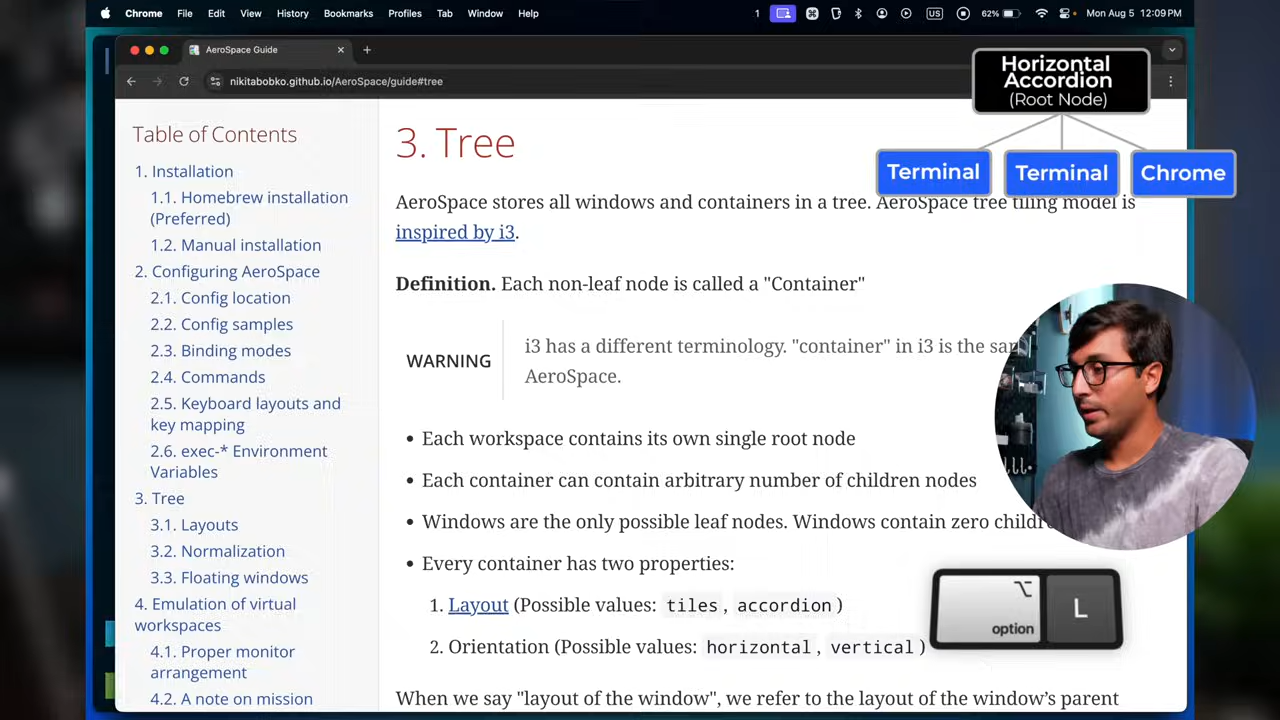 Chrome File Edit View History Bookmarks Profiles Tab Window Help 1 US 62% Mon Aug 5 12:09 PM
AeroSpace Guide
nikitabobko.github.io/AeroSpace/guide#tree
Horizontal
Accordion
(Root Node)
Terminal Terminal Chrome
Table of Contents
1. Installation
1.1. Homebrew installation
(Preferred)
1.2. Manual installation
2. Configuring AeroSpace
2.1. Config location
2.2. Config samples
2.3. Binding modes
2.4. Commands
2.5. Keyboard layouts and
key mapping
2.6. exec-* Environment
Variables
3. Tree
3.1. Layouts
3.2. Normalization
3.3. Floating windows
4. Emulation of virtual
workspaces
4.1. Proper monitor
arrangement
4.2. A note on mission
3. Tree
AeroSpace stores all windows and containers in a tree. AeroSpace tree tiling model is
inspired by i3.
Definition. Each non-leaf node is called a "Container"
WARNING
i3 has a different terminology. "container" in i3 is the
AeroSpace.
• Each workspace contains its own single root node
• Each container can contain arbitrary number of children nodes
• Windows are the only possible leaf nodes. Windows contain zero
• Every container has two properties:
1. Layout (Possible values: tiles, accordion)
2. Orientation (Possible values: horizontal, vertical)
When we say "layout of the window", we refer to the layout of the window's parent
⌥
option
L